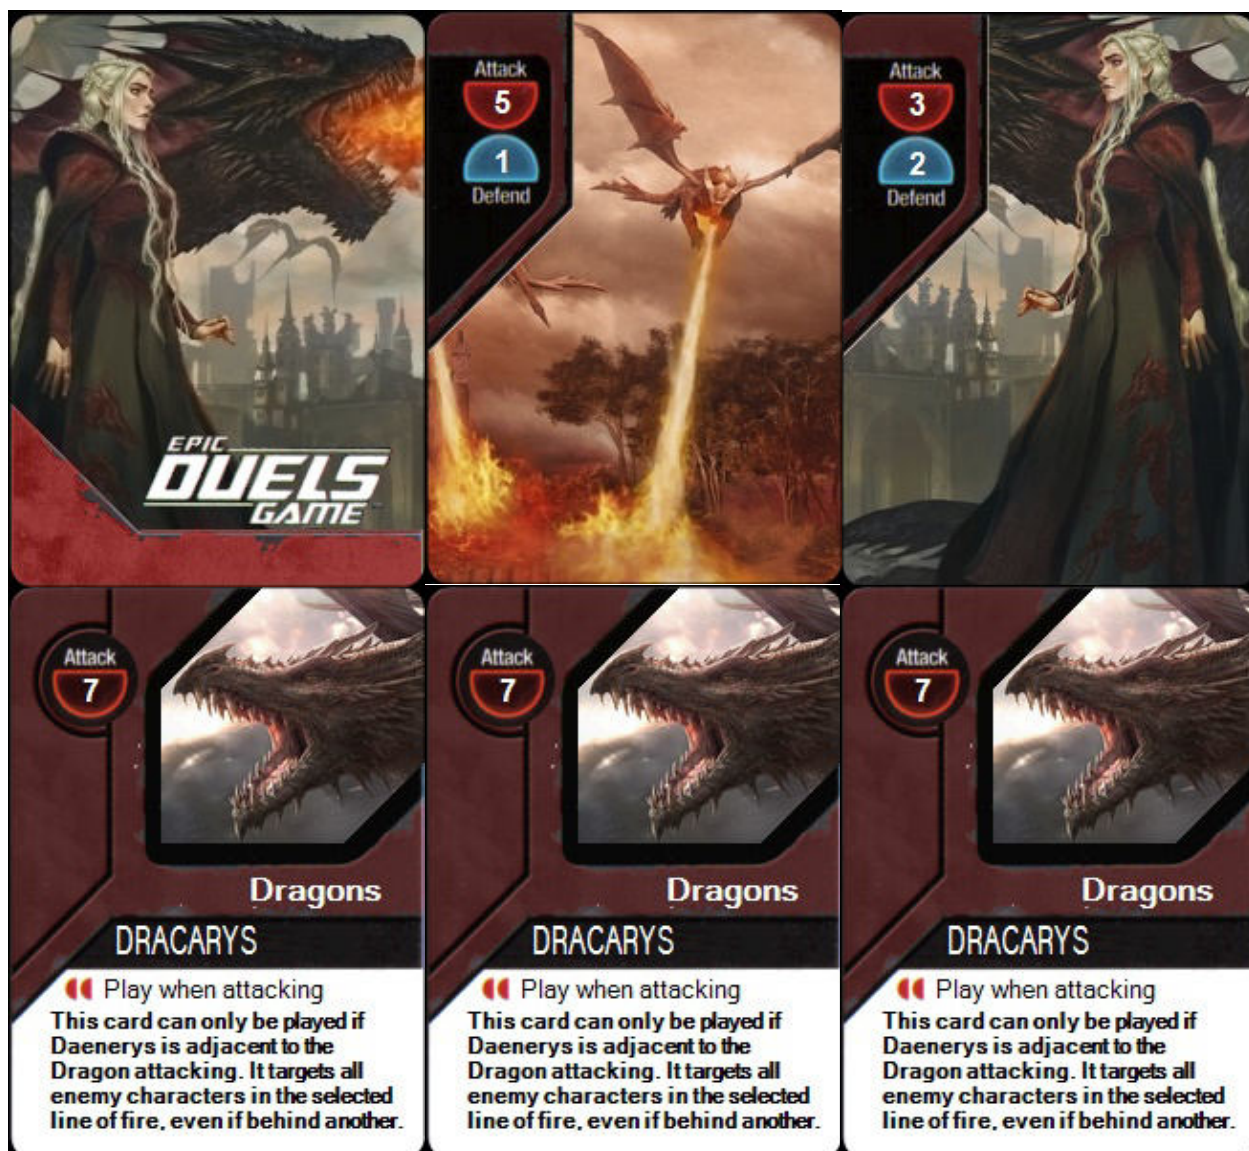 EPIC
DUELS
GAME
Attack
5
1
Defend
Attack
3
2
Defend
Attack
7
Dragons
DRACARYS
Play when attacking
This card can only be played if
Daenerys is adjacent to the
Dragon attacking. It targets all
enemy characters in the selected
line of fire, even if behind another.
Attack
7
Dragons
DRACARYS
Play when attacking
This card can only be played if
Daenerys is adjacent to the
Dragon attacking. It targets all
enemy characters in the selected
line of fire, even if behind another.
Attack
7
Dragons
DRACARYS
Play when attacking
This card can only be played if
Daenerys is adjacent to the
Dragon attacking. It targets all
enemy characters in the selected
line of fire, even if behind another.